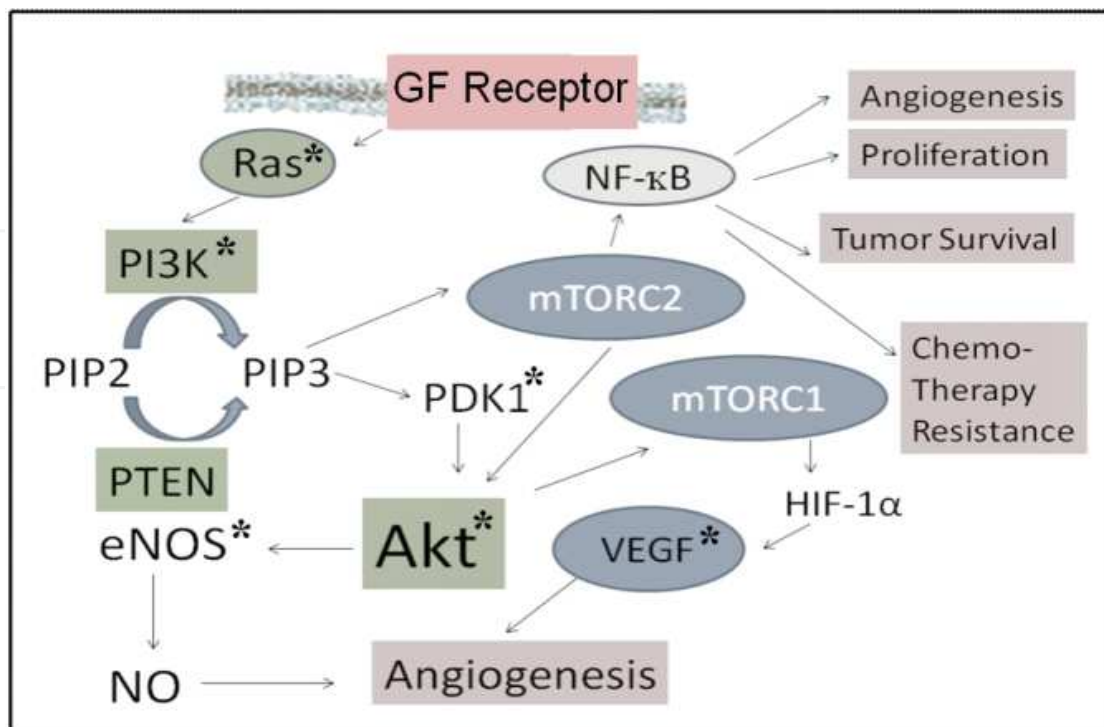 GF Receptor
Ras*
PI3K*
PIP2
PIP3
PTEN
eNOS*
NO
PDK1*
Akt*
mTORC2
NF-κB
mTORC1
HIF-1α
VEGF*
Angiogenesis
Angiogenesis
Proliferation
Tumor Survival
Chemo-
Therapy
Resistance